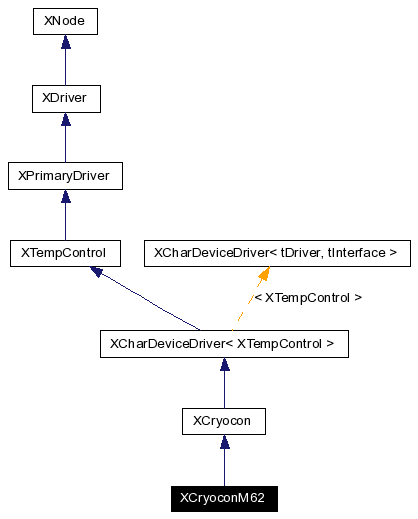 XNode
XDriver
XPrimaryDriver
XTempControl
XCharDeviceDriver< tDriver, tInterface >
< XTempControl >
XCharDeviceDriver< XTempControl >
XCryocon
XCryoconM62